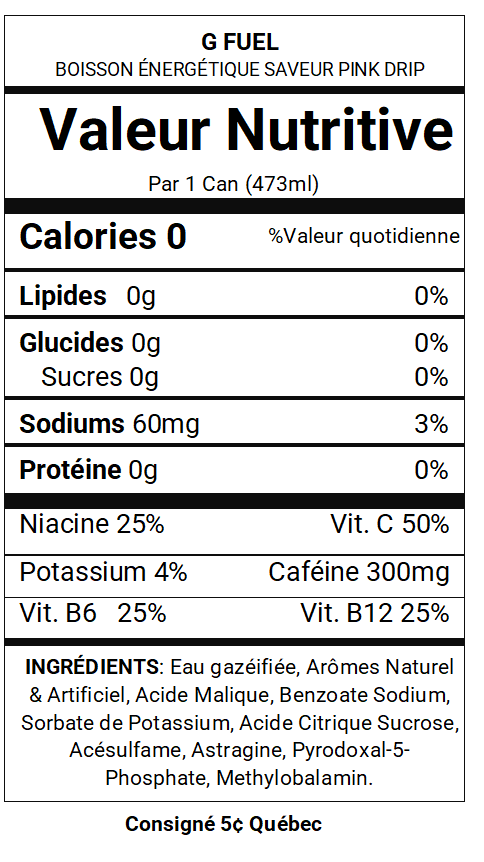 G FUEL
BOISSON ÉNERGÉTIQUE SAVEUR PINK DRIP
Valeur Nutritive
Par 1 Can (473ml)
Calories 0 %Valeur quotidienne
Lipides 0g 0%
Glucides 0g 0%
Sucres 0g 0%
Sodiums 60mg 3%
Protéine 0g 0%
Niacine 25% Vit. C 50%
Potassium 4% Caféine 300mg
Vit. B6 25% Vit. B12 25%
INGRÉDIENTS: Eau gazéifiée, Arômes Naturel
& Artificiel, Acide Malique, Benzoate Sodium,
Sorbate de Potassium, Acide Citrique Sucrose,
Acésulfame, Astragine, Pyrodoxal-5-
Phosphate, Methylobalamin.
Consigné 5¢ Québec